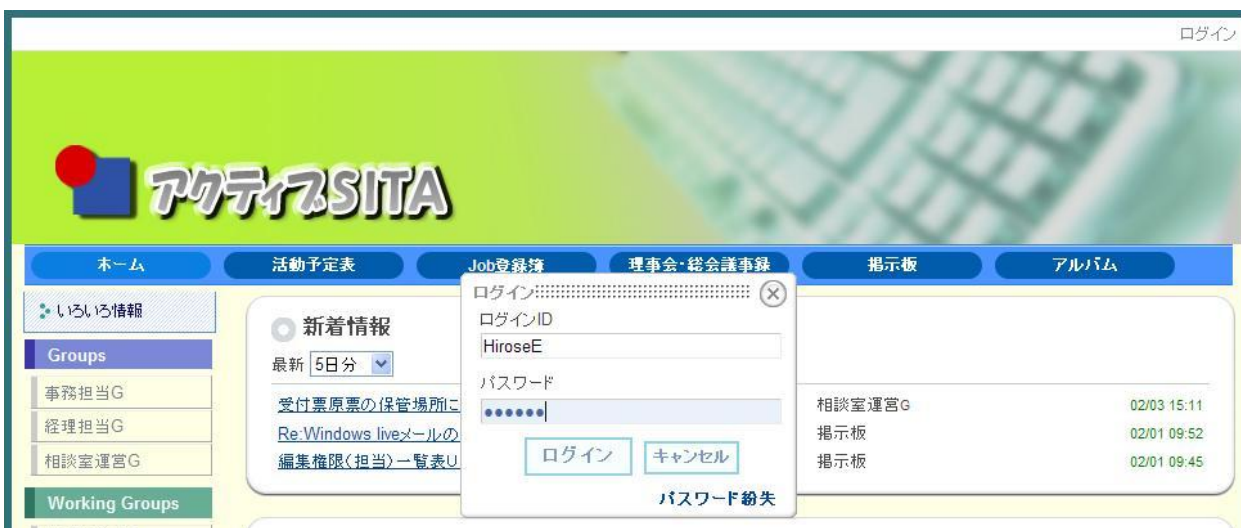 ログイン
アクティブSITA
ホーム 活動予定表 Job登録簿 理事会・総会議事録 掲示板 アルバム
いろいろ情報
Groups
事務担当G
経理担当G
相談室運営G
Working Groups
新着情報
最新 5日分
受付票原票の保管場所に 相談室運営G 02/03 15:11
Re:Windows liveメールの 掲示板 02/01 09:52
編集権限(担当)一覧表U 掲示板 02/01 09:45
ログイン
ログインID
HiroseE
パスワード
●●●●●●
ログイン キャンセル
パスワード紛失